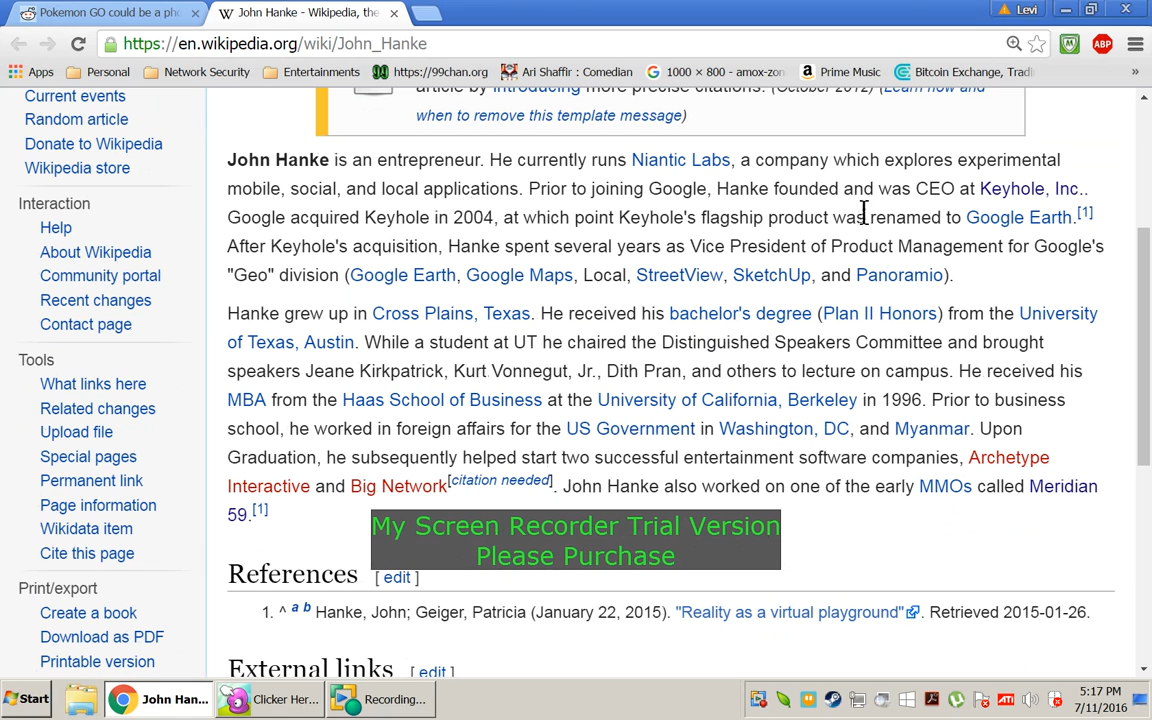 Pokemon GO could be a ph
John Hanke - Wikipedia, the
Levi
https://en.wikipedia.org/wiki/John_Hanke
ABP
Apps
Personal
Network Security
Entertainments
https://99chan.org
Ari Shaffir : Comedian
1000 × 800 - amox-zon
Prime Music
Bitcoin Exchange, Tradi
»
Current events
Random article
Donate to Wikipedia
Wikipedia store
Interaction
Help
About Wikipedia
Community portal
Recent changes
Contact page
Tools
What links here
Related changes
Upload file
Special pages
Permanent link
Page information
Wikidata item
Cite this page
Print/export
Create a book
Download as PDF
Printable version
article by introducing more precise citations. (October 2012) (Learn how and
when to remove this template message)
John Hanke is an entrepreneur. He currently runs Niantic Labs, a company which explores experimental
mobile, social, and local applications. Prior to joining Google, Hanke founded and was CEO at Keyhole, Inc..
Google acquired Keyhole in 2004, at which point Keyhole's flagship product was renamed to Google Earth.[1]
After Keyhole's acquisition, Hanke spent several years as Vice President of Product Management for Google's
"Geo" division (Google Earth, Google Maps, Local, StreetView, SketchUp, and Panoramio).
Hanke grew up in Cross Plains, Texas. He received his bachelor's degree (Plan II Honors) from the University
of Texas, Austin. While a student at UT he chaired the Distinguished Speakers Committee and brought
speakers Jeane Kirkpatrick, Kurt Vonnegut, Jr., Dith Pran, and others to lecture on campus. He received his
MBA from the Haas School of Business at the University of California, Berkeley in 1996. Prior to business
school, he worked in foreign affairs for the US Government in Washington, DC, and Myanmar. Upon
Graduation, he subsequently helped start two successful entertainment software companies, Archetype
Interactive and Big Network[citation needed]. John Hanke also worked on one of the early MMOs called Meridian
59.[1]
My Screen Recorder Trial Version
Please Purchase
References [ edit ]
1. ^ a b Hanke, John; Geiger, Patricia (January 22, 2015). "Reality as a virtual playground". Retrieved 2015-01-26.
External links [ edit ]
Start
John Han...
Clicker Her...
Recording...
ATI
5:17 PM
7/11/2016